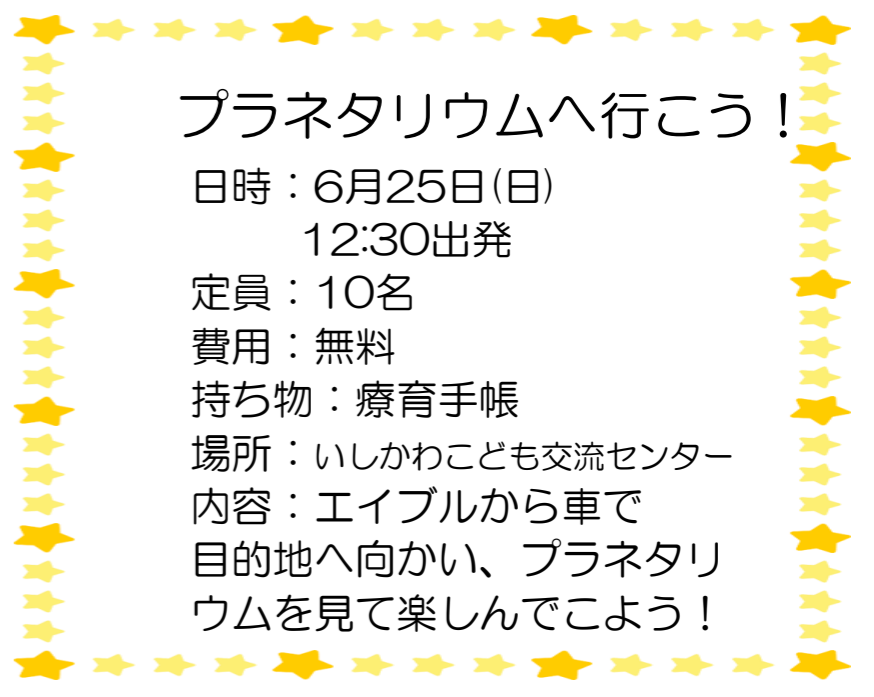 プラネタリウムへ行こう！
日時：6月25日(日)
12:30出発
定員：10名
費用：無料
持ち物：療育手帳
場所：いしかわこども交流センター
内容：エイブルから車で
目的地へ向かい、プラネタリ
ウムを見て楽しんでこよう！